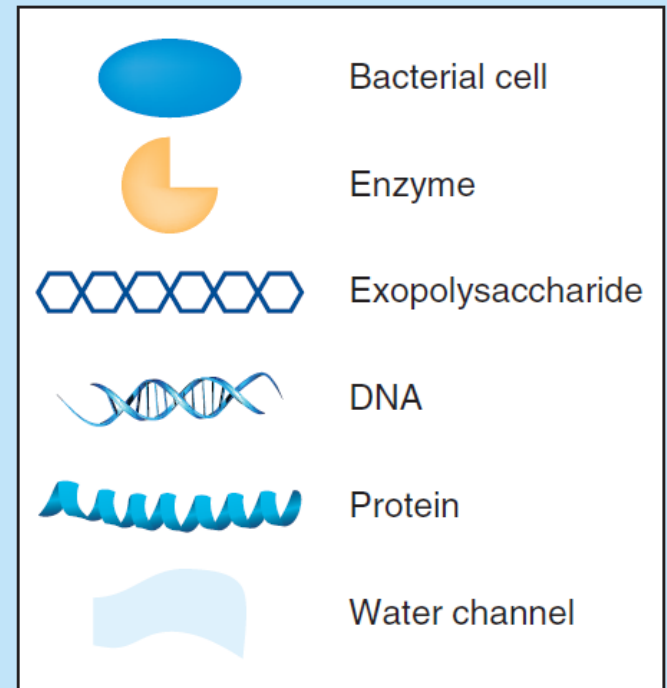 Bacterial cell
Enzyme
Exopolysaccharide
DNA
Protein
Water channel